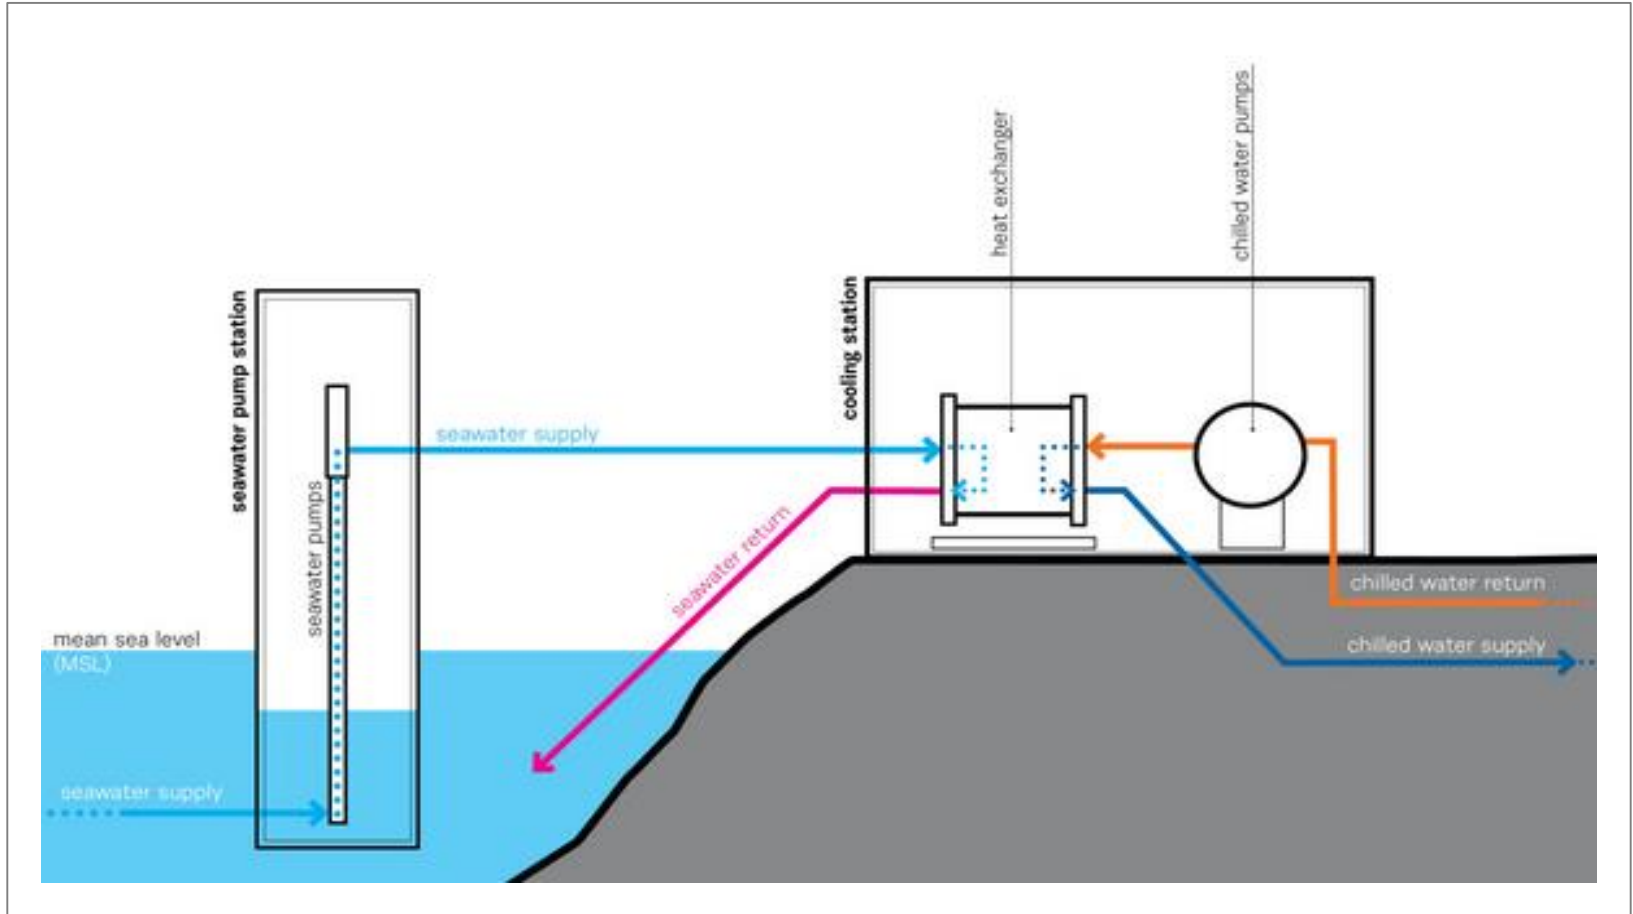 heat exchanger
chilled water pumps
seawater pump station
cooling station
seawater supply
seawater pumps
seawater return
chilled water return
mean sea level
(MSL)
chilled water supply
seawater supply